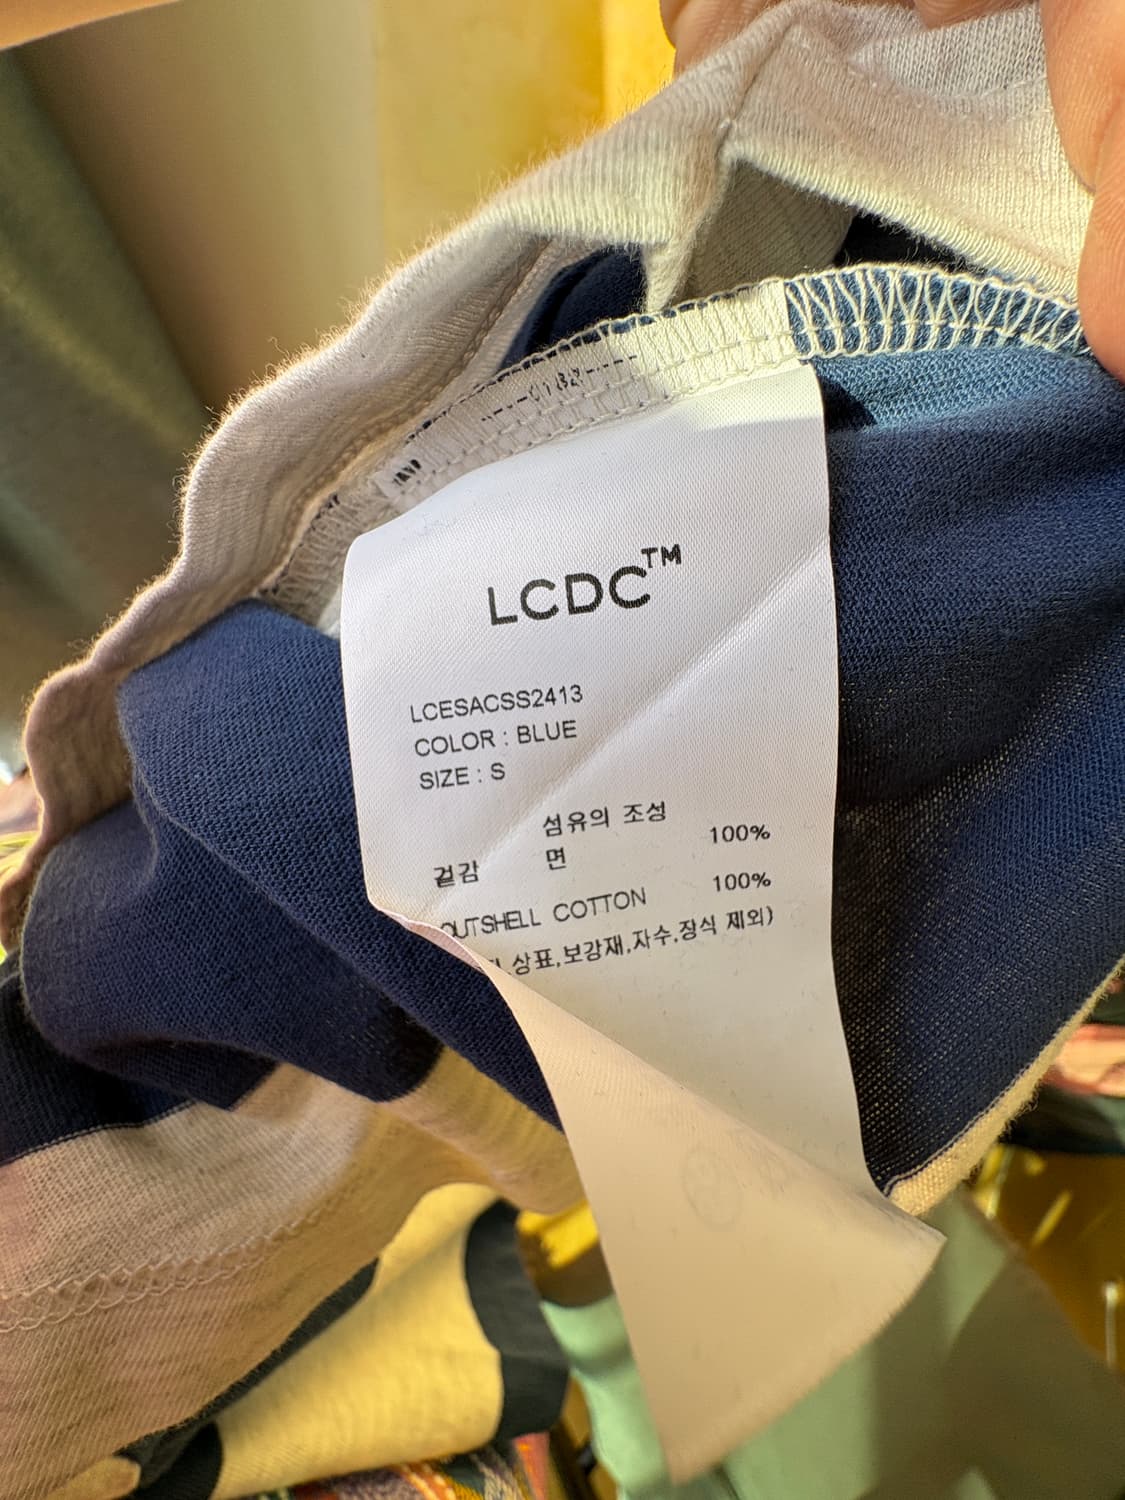 LCDC™
LCESACSS2413
COLOR : BLUE
SIZE : S
섬유의 조성
겉감 면 100%
OUTSHELL COTTON 100%
상표,보강재,자수,장식 제외)